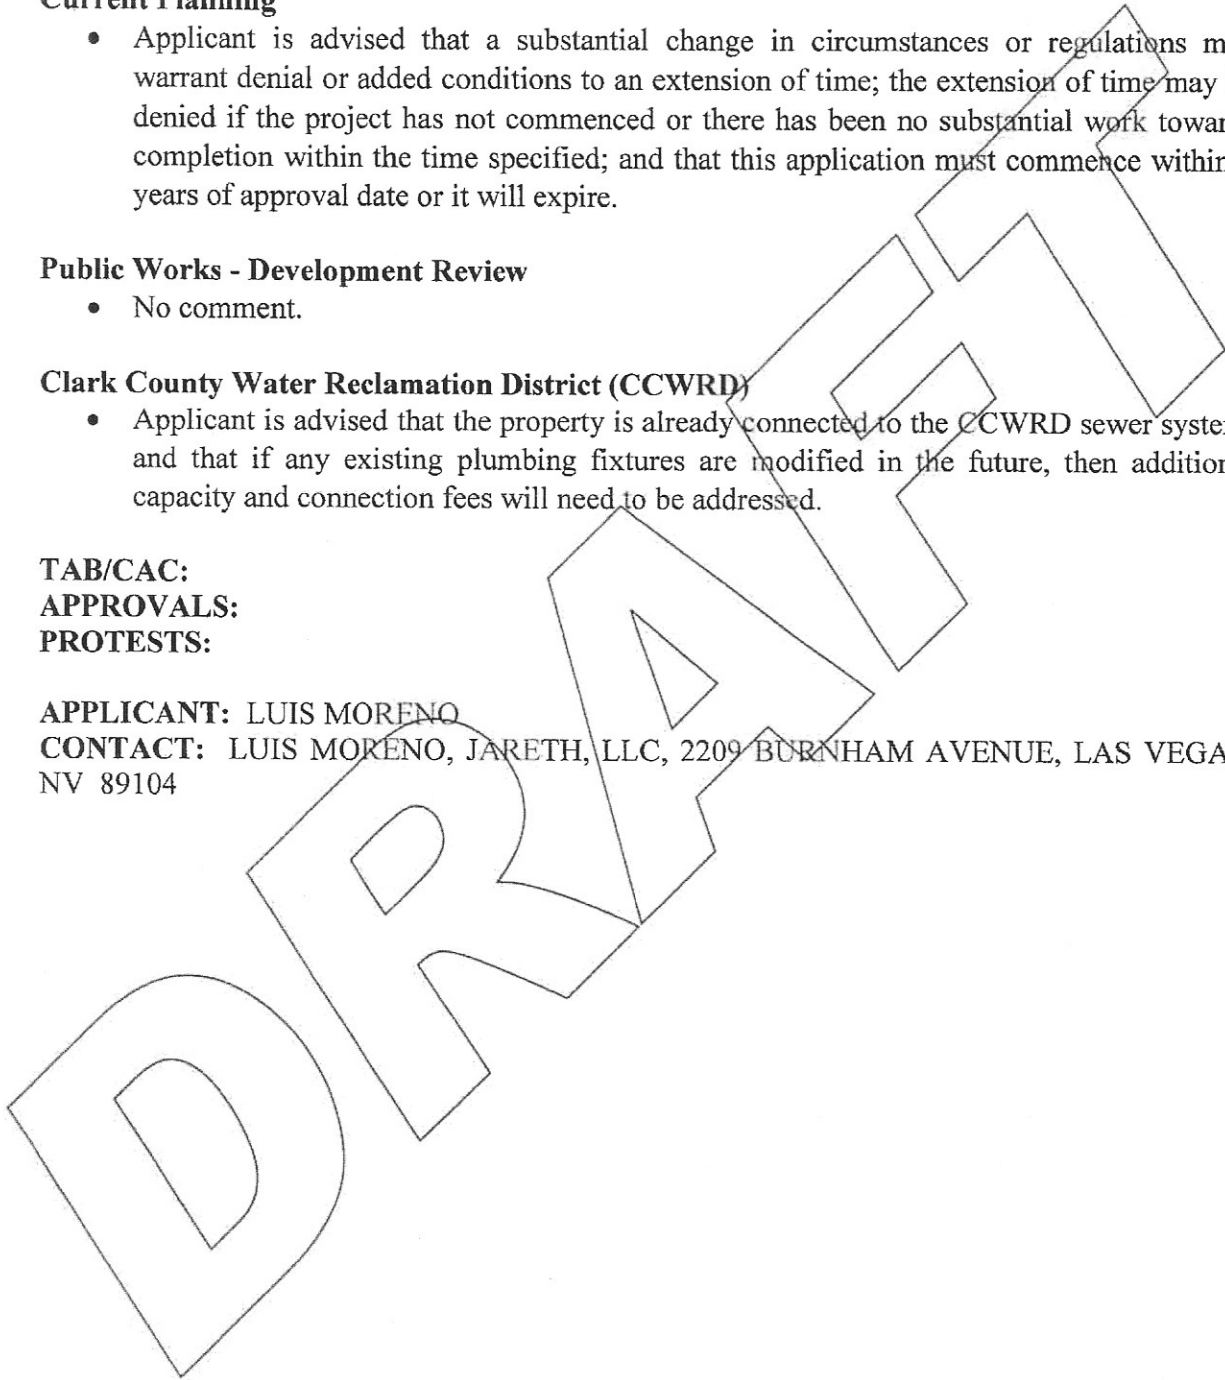 Current Planning
• Applicant is advised that a substantial change in circumstances or regulations m
warrant denial or added conditions to an extension of time; the extension of time may
denied if the project has not commenced or there has been no substantial work towar
completion within the time specified; and that this application must commence within
years of approval date or it will expire.
Public Works - Development Review
• No comment.
Clark County Water Reclamation District (CCWRD)
• Applicant is advised that the property is already connected to the CCWRD sewer syste
and that if any existing plumbing fixtures are modified in the future, then addition
capacity and connection fees will need to be addressed.
TAB/CAC:
APPROVALS:
PROTESTS:
APPLICANT: LUIS MORENO
CONTACT: LUIS MORENO, JARETH, LLC, 2209 BURNHAM AVENUE, LAS VEGA
NV 89104
DRAFT